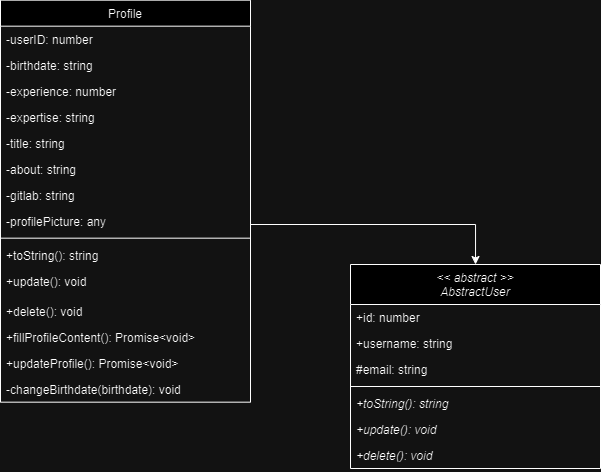 Profile
-userID: number
-birthdate: string
-experience: number
-expertise: string
-title: string
-about: string
-gitlab: string
-profilePicture: any
+toString(): string
+update(): void
+delete(): void
+fillProfileContent(): Promise<void>
+updateProfile(): Promise<void>
-changeBirthdate(birthdate): void
<< abstract >>
AbstractUser
+id: number
+username: string
#email: string
+toString(): string
+update(): void
+delete(): void